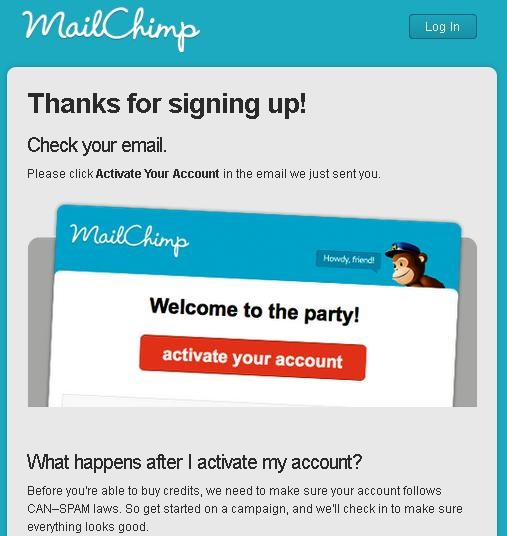 MailChimp
Log In
Thanks for signing up!
Check your email.
Please click Activate Your Account in the email we just sent you.
MailChimp
Howdy, friend!
Welcome to the party!
activate your account
What happens after I activate my account?
Before you're able to buy credits, we need to make sure your account follows
CAN–SPAM laws. So get started on a campaign, and we'll check in to make sure
everything looks good.